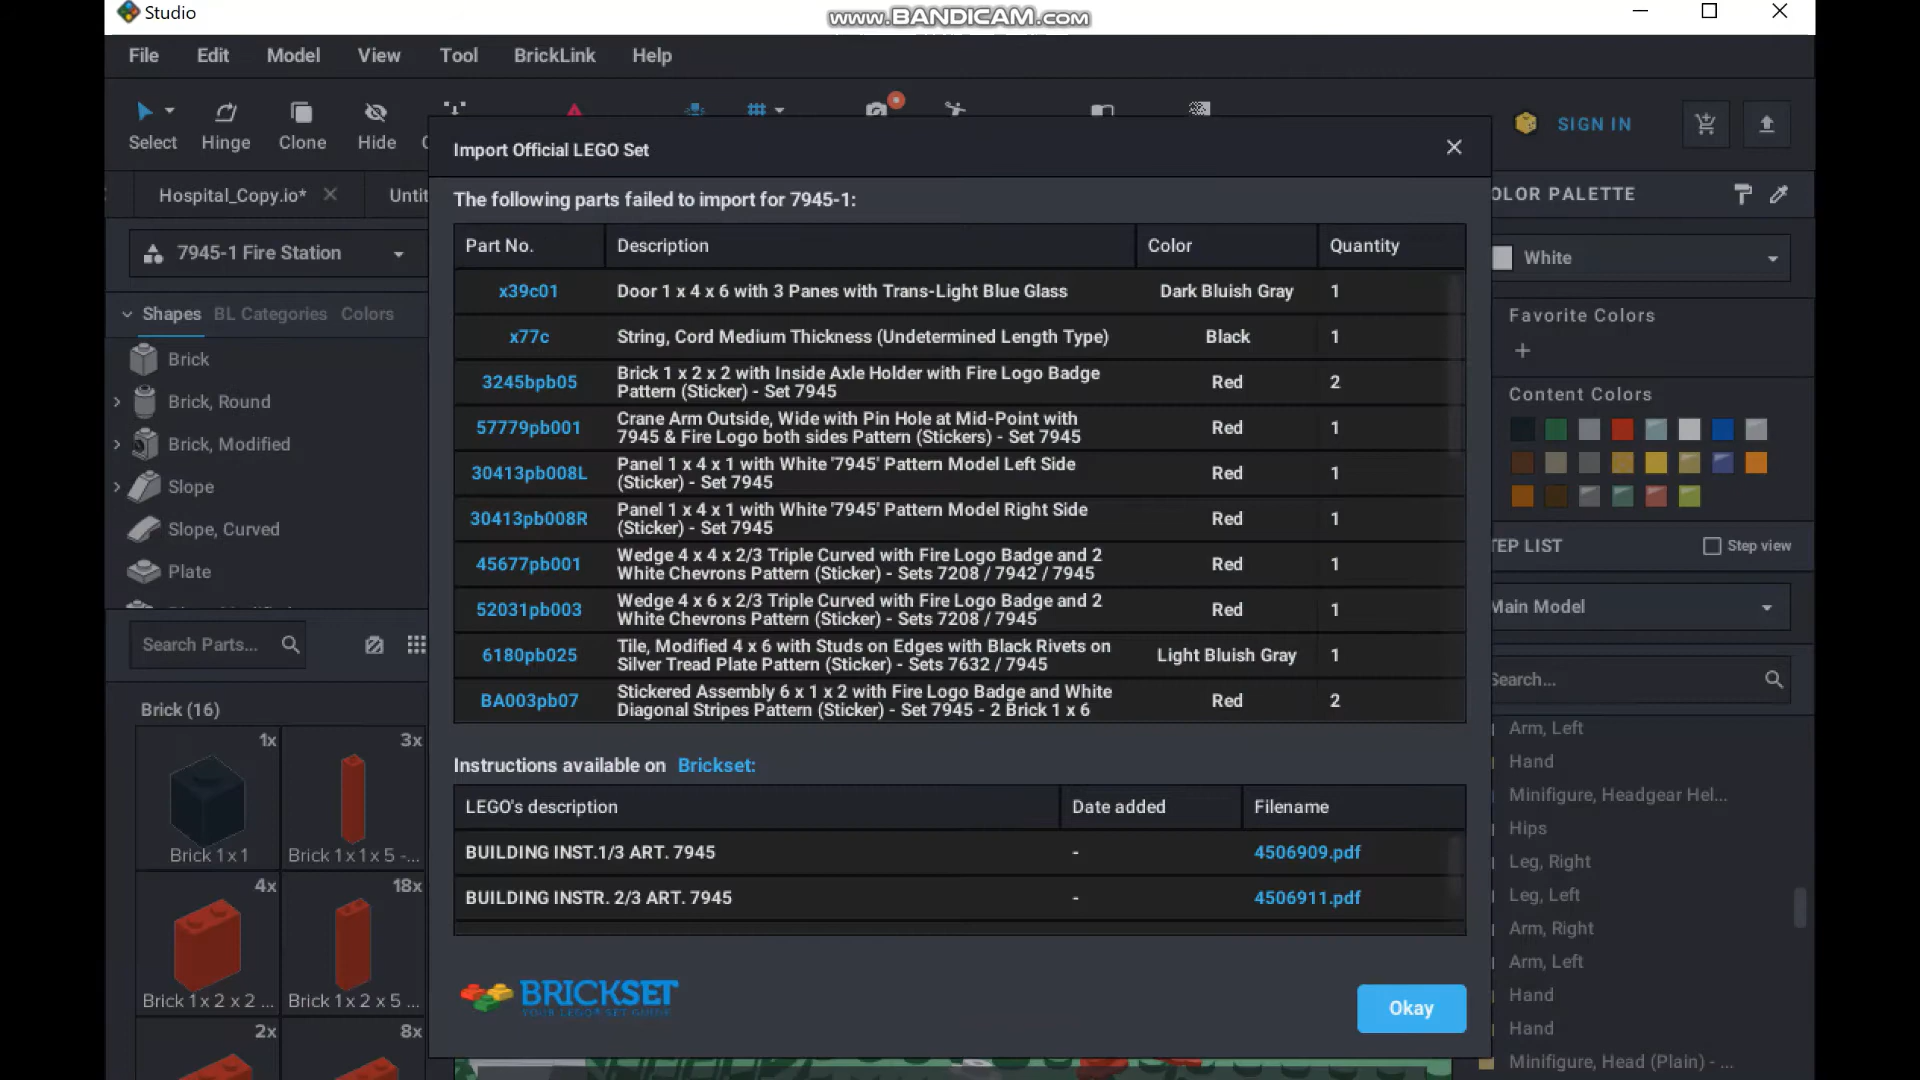 Studio
www.BANDICAM.com
File Edit Model View Tool BrickLink Help
Select Hinge Clone Hide
SIGN IN
Import Official LEGO Set
Hospital_Copy.io*
7945-1 Fire Station
Shapes BL Categories Colors
Brick
Brick, Round
Brick, Modified
Slope
Slope, Curved
Plate
Search Parts...
Brick (16)
1x 3x
Brick 1 x 1 Brick 1 x 1 x 5 -...
4x 18x
Brick 1 x 2 x 2 ... Brick 1 x 2 x 5 ...
2x 8x
The following parts failed to import for 7945-1:
Part No. Description Color Quantity
x39c01 Door 1 x 4 x 6 with 3 Panes with Trans-Light Blue Glass Dark Bluish Gray 1
x77c String, Cord Medium Thickness (Undetermined Length Type) Black 1
3245bpb05 Brick 1 x 2 x 2 with Inside Axle Holder with Fire Logo Badge
Pattern (Sticker) - Set 7945 Red 2
57779pb001 Crane Arm Outside, Wide with Pin Hole at Mid-Point with
7945 & Fire Logo both sides Pattern (Stickers) - Set 7945 Red 1
30413pb008L Panel 1 x 4 x 1 with White '7945' Pattern Model Left Side
(Sticker) - Set 7945 Red 1
30413pb008R Panel 1 x 4 x 1 with White '7945' Pattern Model Right Side
(Sticker) - Set 7945 Red 1
45677pb001 Wedge 4 x 4 x 2/3 Triple Curved with Fire Logo Badge and 2
White Chevrons Pattern (Sticker) - Sets 7208 / 7942 / 7945 Red 1
52031pb003 Wedge 4 x 6 x 2/3 Triple Curved with Fire Logo Badge and 2
White Chevrons Pattern (Sticker) - Sets 7208 / 7945 Red 1
6180pb025 Tile, Modified 4 x 6 with Studs on Edges with Black Rivets on
Silver Tread Plate Pattern (Sticker) - Sets 7632 / 7945 Light Bluish Gray 1
BA003pb07 Stickered Assembly 6 x 1 x 2 with Fire Logo Badge and White
Diagonal Stripes Pattern (Sticker) - Set 7945 - 2 Brick 1 x 6 Red 2
Instructions available on Brickset:
LEGO's description Date added Filename
BUILDING INST.1/3 ART. 7945 - 4506909.pdf
BUILDING INSTR. 2/3 ART. 7945 - 4506911.pdf
BRICKSET
YOUR LEGO® SET GUIDE
Okay
OLOR PALETTE
White
Favorite Colors
Content Colors
TEP LIST Step view
Main Model
Search...
Arm, Left
Hand
Minifigure, Headgear Hel...
Hips
Leg, Right
Leg, Left
Arm, Right
Arm, Left
Hand
Hand
Minifigure, Head (Plain) - ...